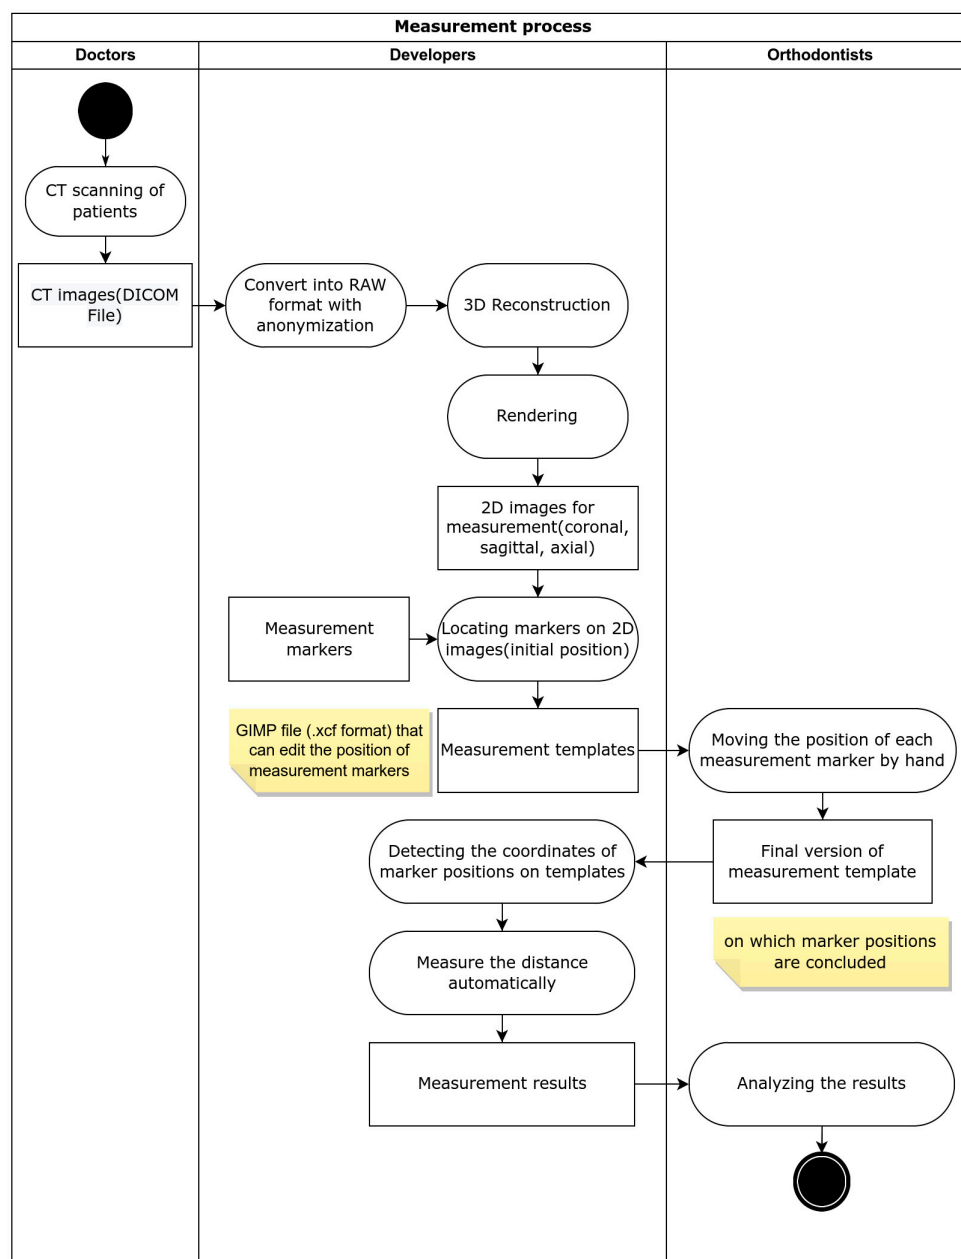 Measurement process
Doctors
Developers
Orthodontists
CT scanning of
patients
CT images(DICOM
File)
Convert into RAW
format with
anonymization
3D Reconstruction
Rendering
2D images for
measurement(coronal,
sagittal, axial)
Measurement
markers
Locating markers on 2D
images(initial position)
GIMP file (.xcf format) that
can edit the position of
measurement markers
Measurement templates
Moving the position of each
measurement marker by hand
Final version of
measurement template
on which marker positions
are concluded
Detecting the coordinates of
marker positions on templates
Measure the distance
automatically
Measurement results
Analyzing the results